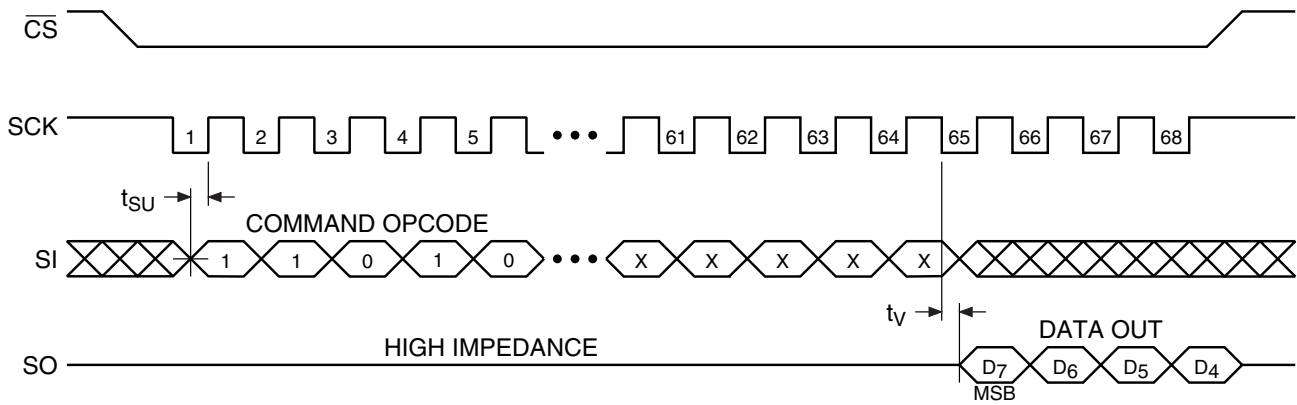 CS
SCK 1 2 3 4 5 ••• 61 62 63 64 65 66 67 68
tSU
COMMAND OPCODE
SI 1 1 0 1 0 •••• X X X X X
tV
DATA OUT
HIGH IMPEDANCE
SO D7 D6 D5 D4
MSB